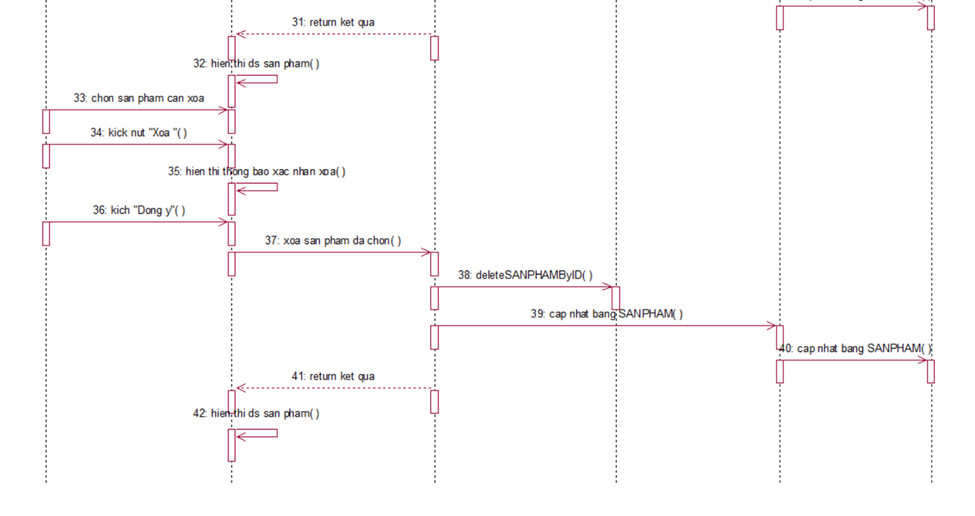 31: return ket qua
32: hien thi ds san pham( )
33: chon san pham can xoa
34: kick nut "Xoa "( )
35: hien thi thong bao xac nhan xoa( )
36: kich "Dong y"( )
37: xoa san pham da chon( )
38: deleteSANPHAMByID( )
39: cap nhat bang SANPHAM( )
40: cap nhat bang SANPHAM( )
41: return ket qua
42: hien thi ds san pham( )